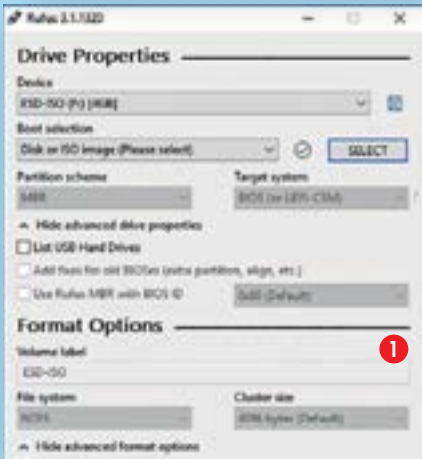 Rufus 3.1.1320
Drive Properties
Device
ESD-ISO (F:) [4GB]
Boot selection
Disk or ISO image (Please select)
SELECT
Partition scheme
Target system
MBR
BIOS (or UEFI-CSM)
Hide advanced drive properties
List USB Hard Drives
Add fixes for old BIOSes (extra partition, align, etc.)
Use Rufus MBR with BIOS ID
0x80 (Default)
Format Options
1
Volume label
ESD-ISO
File system
Cluster size
NTFS
4096 bytes (Default)
Hide advanced format options